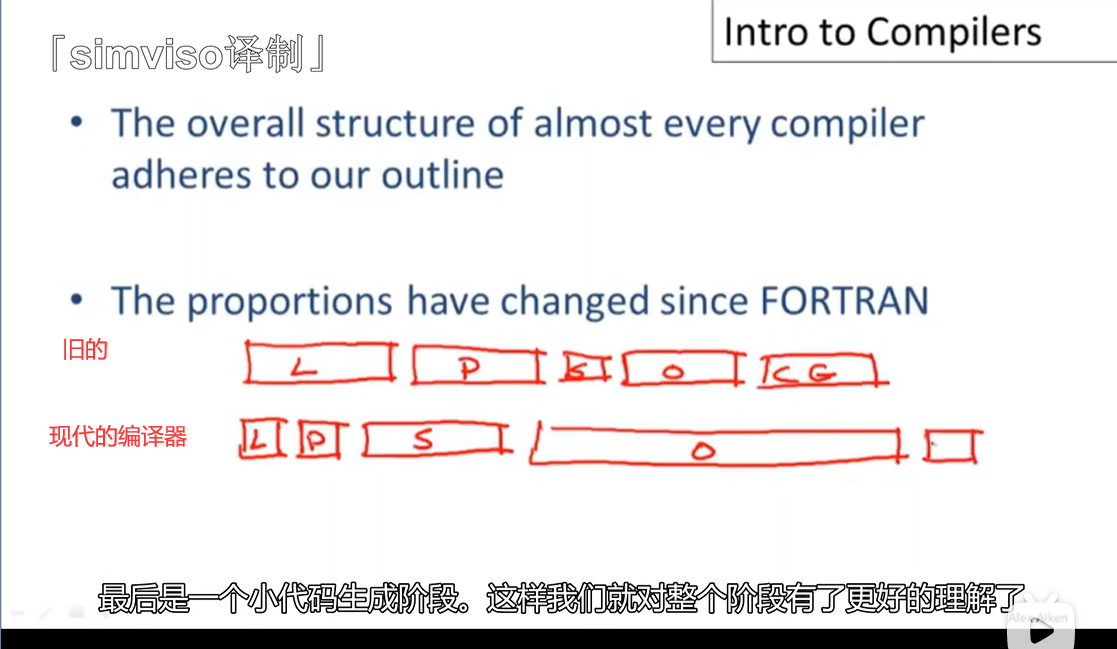 「simviso译制」
Intro to Compilers
• The overall structure of almost every compiler
adheres to our outline
• The proportions have changed since FORTRAN
旧的
L P S O CG
现代的编译器
L P S O
最后是一个小代码生成阶段。这样我们就对整个阶段有了更好的理解了
Alex Aiken